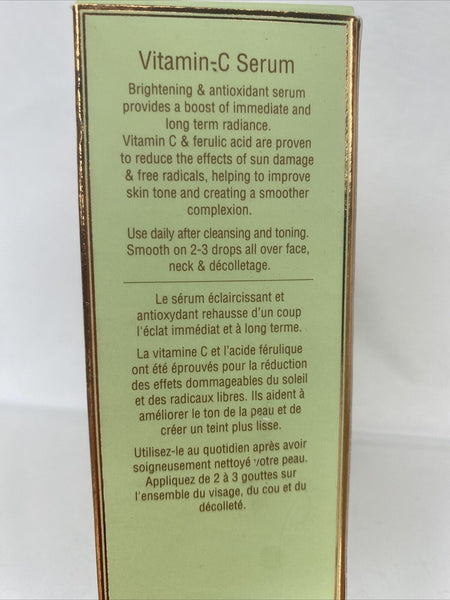 Vitamin-C Serum
Brightening & antioxidant serum
provides a boost of immediate and
long term radiance.
Vitamin C & ferulic acid are proven
to reduce the effects of sun damage
& free radicals, helping to improve
skin tone and creating a smoother
complexion.
Use daily after cleansing and toning.
Smooth on 2-3 drops all over face,
neck & décolletage.
Le sérum éclaircissant et
antioxydant rehausse d'un coup
l'éclat immédiat et à long terme.
La vitamine C et l'acide férulique
ont été éprouvés pour la réduction
des effets dommageables du soleil
et des radicaux libres. Ils aident à
améliorer le ton de la peau et de
créer un teint plus lisse.
Utilisez-le au quotidien après avoir
soigneusement nettoyé votre peau.
Appliquez de 2 à 3 gouttes sur
l'ensemble du visage, du cou et du
décolleté.